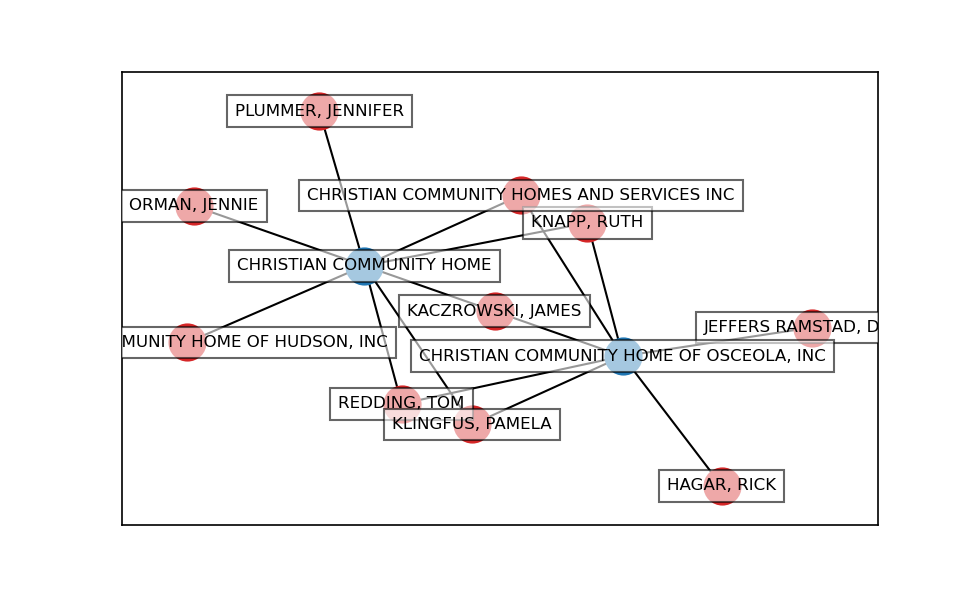 PLUMMER, JENNIFER
CHRISTIAN COMMUNITY HOMES AND SERVICES INC
ORMAN, JENNIE
KNAPP, RUTH
CHRISTIAN COMMUNITY HOME
KACZROWSKI, JAMES
JEFFERS RAMSTAD, D
MUNITY HOME OF HUDSON, INC
CHRISTIAN COMMUNITY HOME OF OSCEOLA, INC
REDDING, TOM
KLINGFUS, PAMELA
HAGAR, RICK